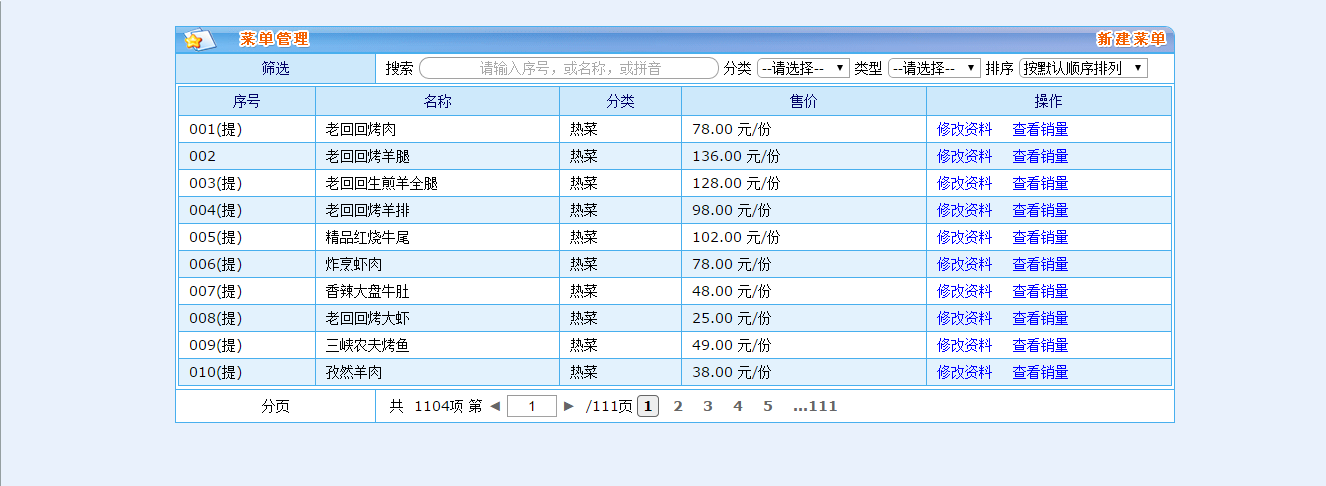 菜单管理 新建菜单
筛选 搜索 请输入序号，或名称，或拼音 分类 --请选择-- 类型 --请选择-- 排序 按默认顺序排列
序号 名称 分类 售价 操作
001(提) 老回回烤肉 热菜 78.00 元/份 修改资料 查看销量
002 老回回烤羊腿 热菜 136.00 元/份 修改资料 查看销量
003(提) 老回回生煎羊全腿 热菜 128.00 元/份 修改资料 查看销量
004(提) 老回回烤羊排 热菜 98.00 元/份 修改资料 查看销量
005(提) 精品红烧牛尾 热菜 102.00 元/份 修改资料 查看销量
006(提) 炸烹虾肉 热菜 78.00 元/份 修改资料 查看销量
007(提) 香辣大盘牛肚 热菜 48.00 元/份 修改资料 查看销量
008(提) 老回回烤大虾 热菜 25.00 元/份 修改资料 查看销量
009(提) 三峡农夫烤鱼 热菜 49.00 元/份 修改资料 查看销量
010(提) 孜然羊肉 热菜 38.00 元/份 修改资料 查看销量
分页 共 1104项 第 ◀ 1 ▶ /111页 1 2 3 4 5 ...111